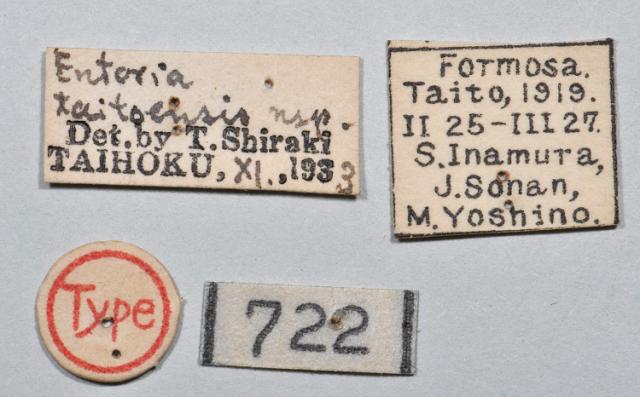 Entoria
taitoensis nsp.
Det. by T. Shiraki
TAIHOKU, XI., 1933
Formosa.
Taito, 1919.
II 25-III 27.
S. Inamura,
J. Sonan,
M. Yoshino.
Type
722